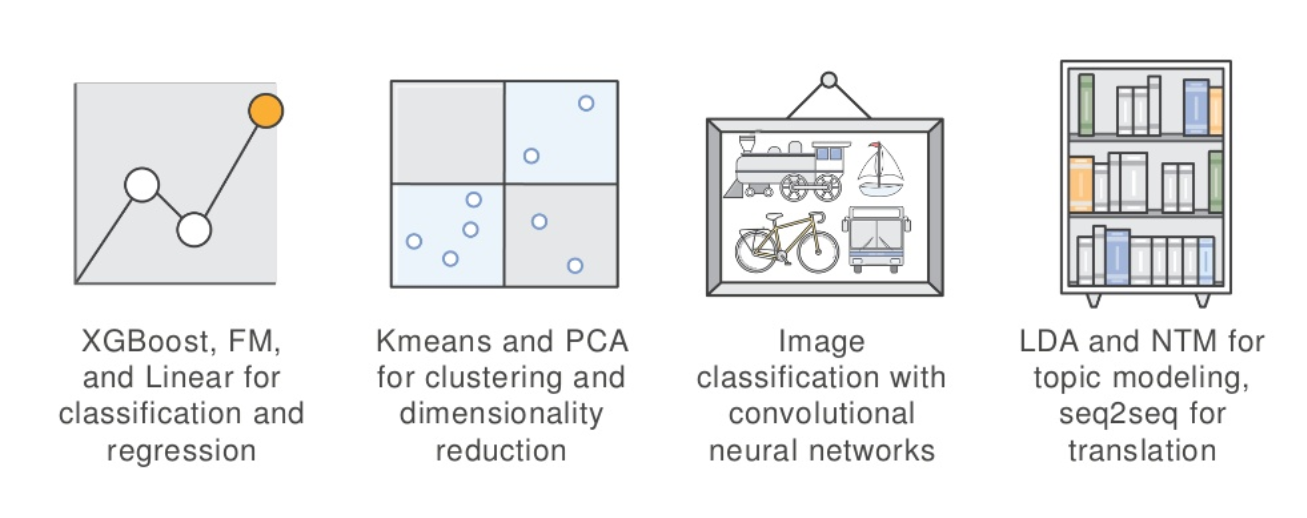 XGBoost, FM,
and Linear for
classification and
regression
Kmeans and PCA
for clustering and
dimensionality
reduction
Image
classification with
convolutional
neural networks
LDA and NTM for
topic modeling,
seq2seq for
translation